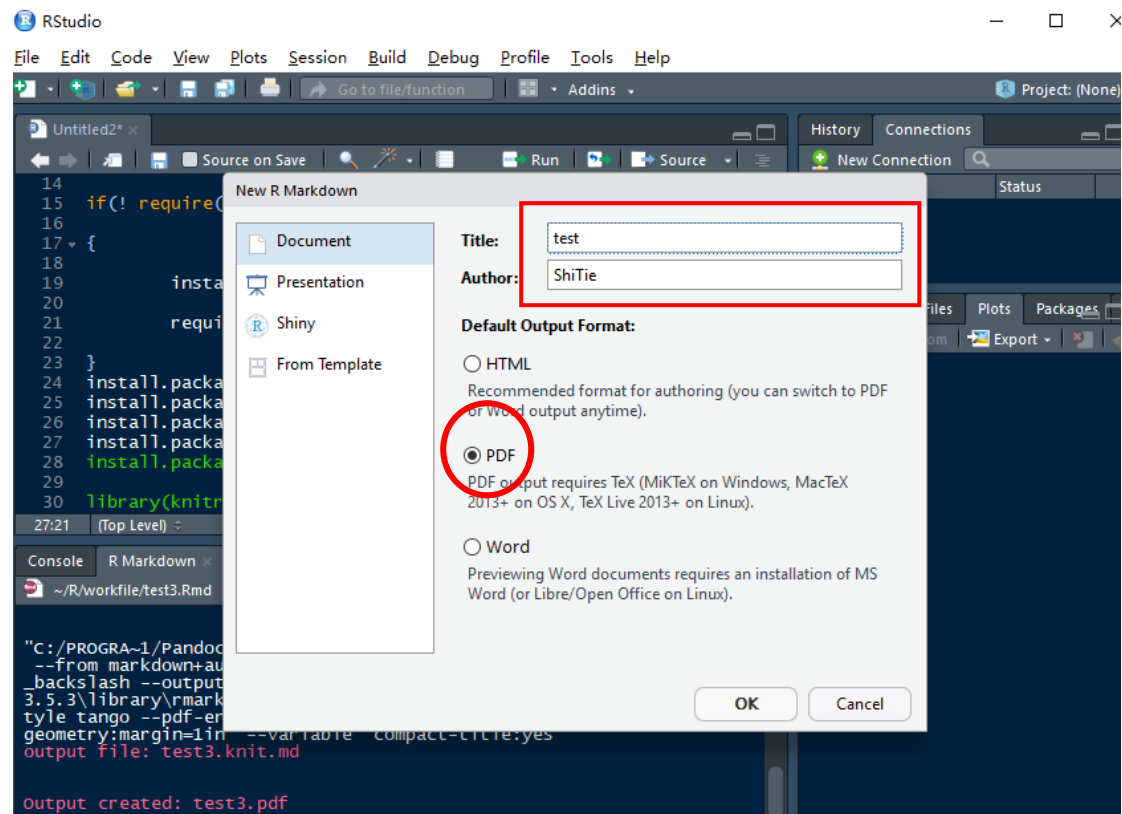 RStudio
File Edit Code View Plots Session Build Debug Profile Tools Help
Go to file/function Addins Project: (None)
Untitled2*
Source on Save Run Source
History Connections
New Connection
Status
14
15 if(! require(
16
17 {
18
19 insta
20
21 requi
22
23 }
24 install.packa
25 install.packa
26 install.packa
27 install.packa
28 install.packa
29
30 library(knitr
27:21 (Top Level)
Console R Markdown
~/R/workfile/test3.Rmd
"C:/PROGRA~1/Pandoc
--from markdown+au
_backslash --output
3.5.3\library\rmark
tyle tango --pdf-en
geometry:margin=1in" --variable "compact-title:yes
output file: test3.knit.md
Output created: test3.pdf
New R Markdown
Document
Presentation
Shiny
From Template
Title: test
Author: ShiTie
Default Output Format:
HTML
Recommended format for authoring (you can switch to PDF
or Word output anytime).
PDF
PDF output requires TeX (MiKTeX on Windows, MacTeX
2013+ on OS X, TeX Live 2013+ on Linux).
Word
Previewing Word documents requires an installation of MS
Word (or Libre/Open Office on Linux).
OK Cancel
Files Plots Packages
Export